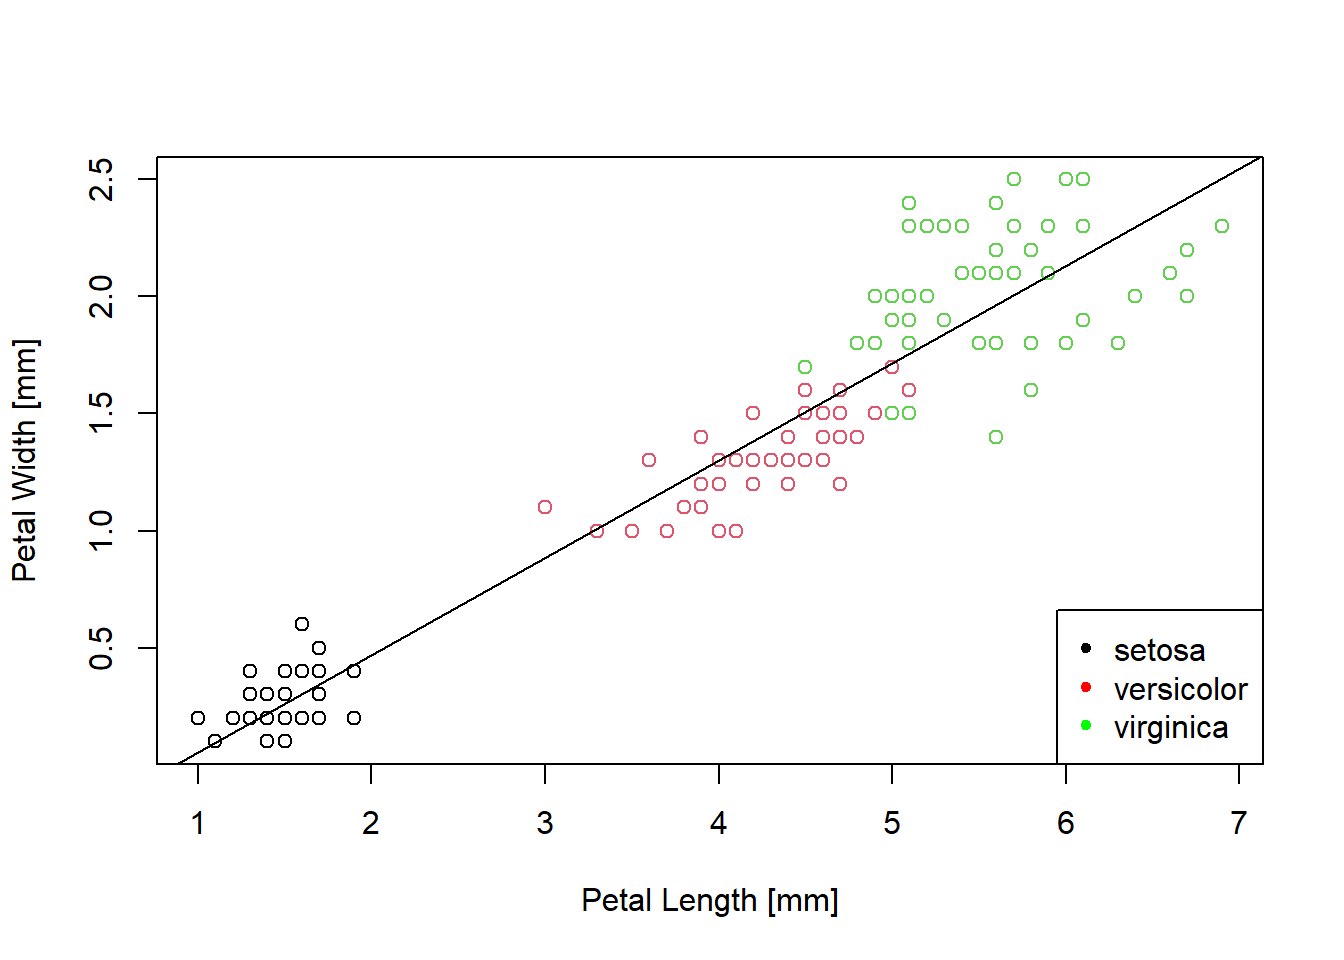 2.5
2.0
1.5
1.0
0.5
Petal Width [mm]
setosa
versicolor
virginica
1 2 3 4 5 6 7
Petal Length [mm]